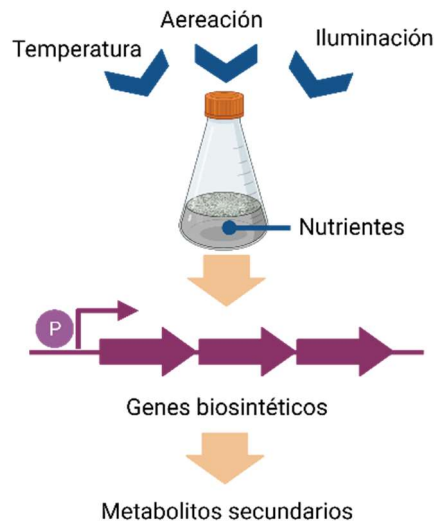 Aereación
Temperatura
Iluminación
Nutrientes
P
Genes biosintéticos
Metabolitos secundarios